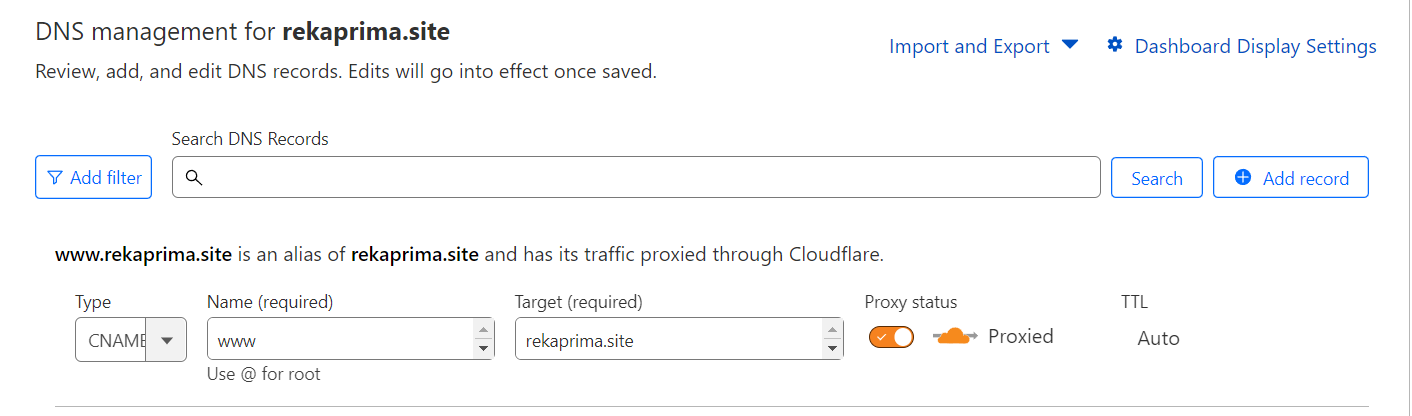 DNS management for rekaprima.site
Import and Export
Dashboard Display Settings
Review, add, and edit DNS records. Edits will go into effect once saved.
Search DNS Records
Add filter
Search
Add record
www.rekaprima.site is an alias of rekaprima.site and has its traffic proxied through Cloudflare.
Type
Name (required)
Target (required)
Proxy status
TTL
CNAME
www
rekaprima.site
Proxied
Auto
Use @ for root